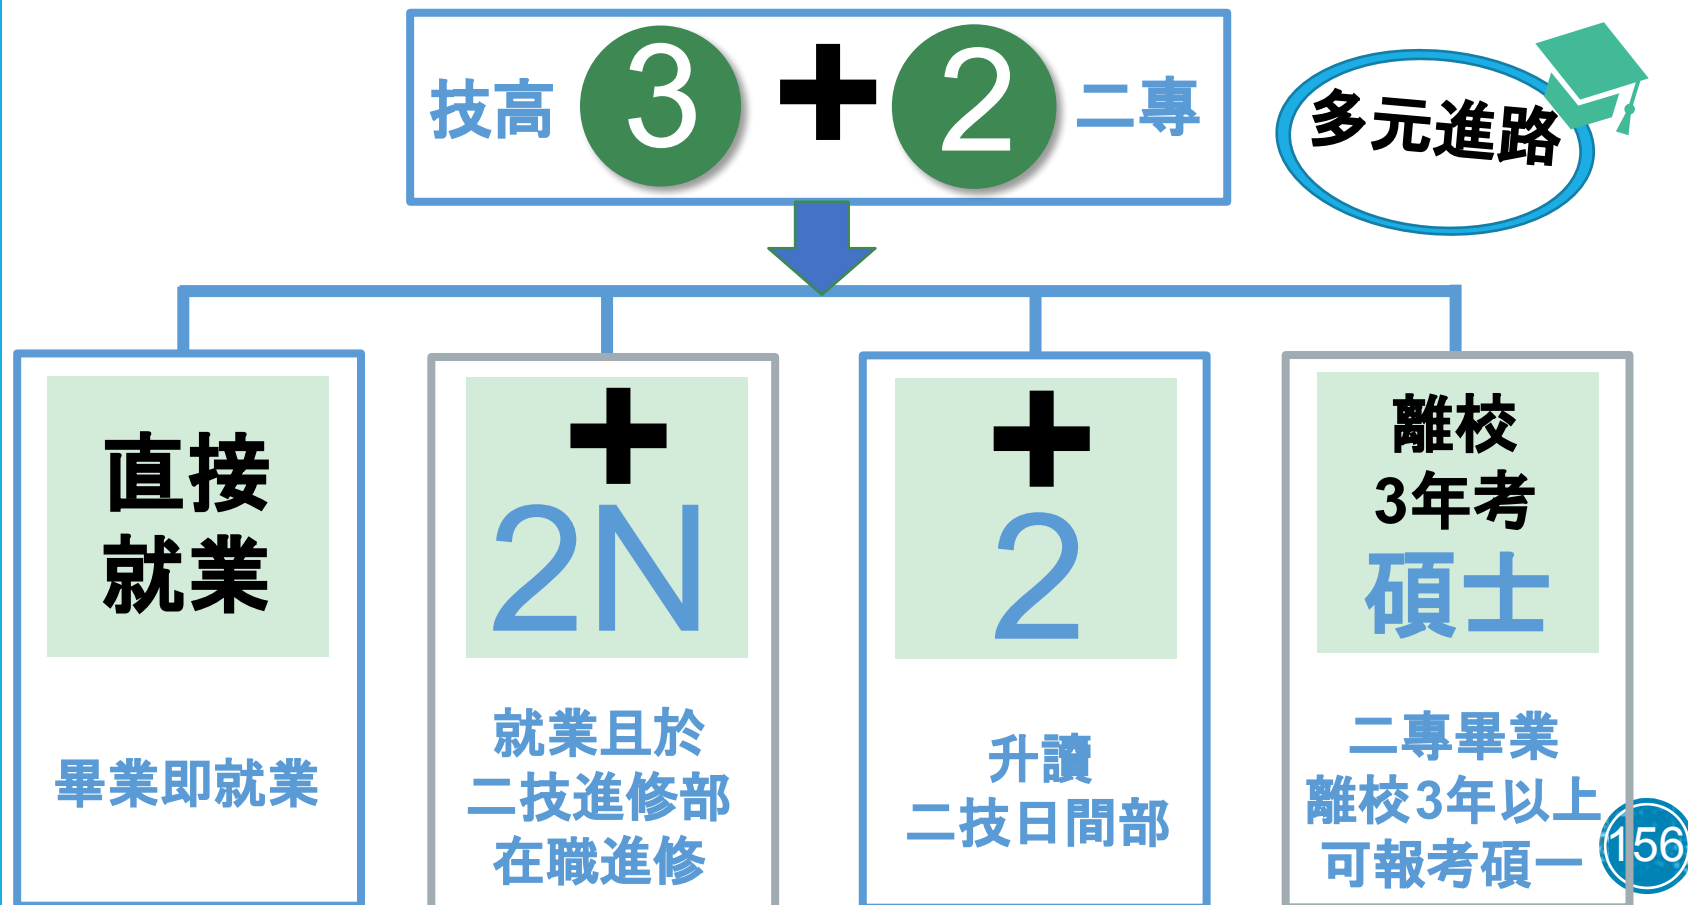 技高 3 + 2 二專
多元進路
直接
就業
畢業即就業
+
2N
就業且於
二技進修部
在職進修
+
2
升讀
二技日間部
離校
3年考
碩士
二專畢業
離校3年以上
可報考碩一
156